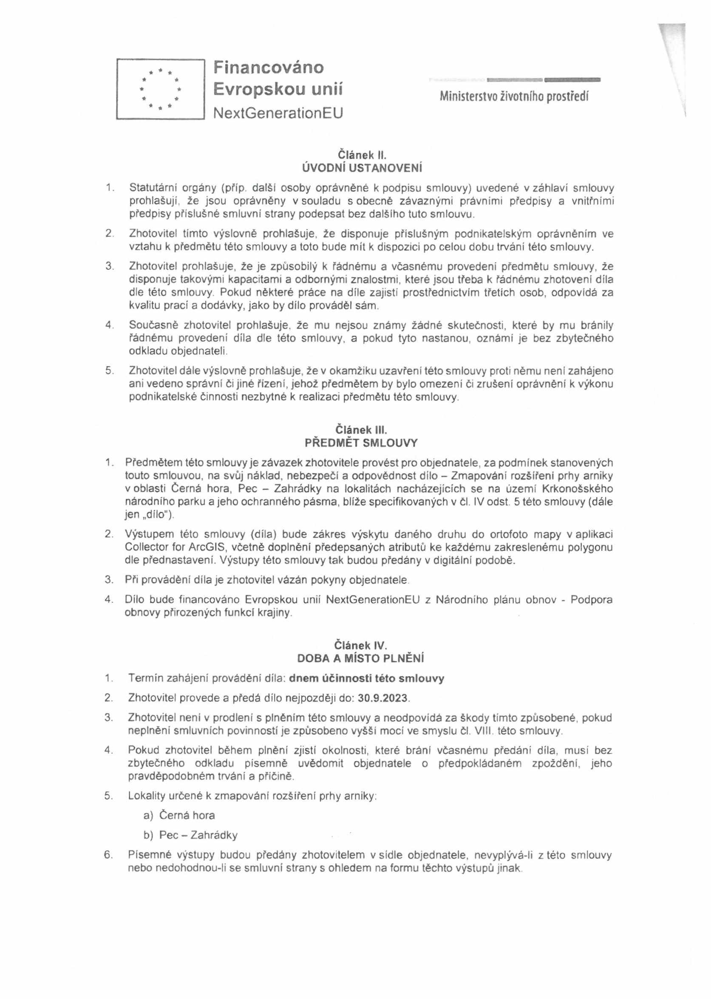 Financováno
Evropskou unií
NextGenerationEU
Ministerstvo životního prostředí
Článek II.
ÚVODNÍ USTANOVENÍ
1. Statutární orgány (příp. další osoby oprávněné k podpisu smlouvy) uvedené v záhlaví smlouvy
prohlašují, že jsou oprávněny v souladu s obecně závaznými právními předpisy a vnitřními
předpisy příslušné smluvní strany podepsat bez dalšího tuto smlouvu.
2. Zhotovitel tímto výslovně prohlašuje, že disponuje příslušným podnikatelským oprávněním ve
vztahu k předmětu této smlouvy a toto bude mít k dispozici po celou dobu trvání této smlouvy.
3. Zhotovitel prohlašuje, že je způsobilý k řádnému a včasnému provedení předmětu smlouvy, že
disponuje takovými kapacitami a odbornými znalostmi, které jsou třeba k řádnému zhotovení díla
dle této smlouvy. Pokud některé práce na díle zajistí prostřednictvím třetích osob, odpovídá za
kvalitu prací a dodávky, jako by dílo prováděl sám.
4. Současně zhotovitel prohlašuje, že mu nejsou známy žádné skutečnosti, které by mu bránily
řádnému provedení díla dle této smlouvy, a pokud tyto nastanou, oznámí je bez zbytečného
odkladu objednateli.
5. Zhotovitel dále výslovně prohlašuje, že v okamžiku uzavření této smlouvy proti němu není zahájeno
ani vedeno správní či jiné řízení, jehož předmětem by bylo omezení či zrušení oprávnění k výkonu
podnikatelské činnosti nezbytné k realizaci předmětu této smlouvy.
Článek III.
PŘEDMĚT SMLOUVY
1. Předmětem této smlouvy je závazek zhotovitele provést pro objednatele, za podmínek stanovených
touto smlouvou, na svůj náklad, nebezpečí a odpovědnost dílo – Zmapování rozšíření prhy arniky
v oblasti Černá hora, Pec – Zahrádky na lokalitách nacházejících se na území Krkonošského
národního parku a jeho ochranného pásma, blíže specifikovaných v čl. IV odst. 5 této smlouvy (dále
jen „dílo“).
2. Výstupem této smlouvy (díla) bude zákres výskytu daného druhu do ortofoto mapy v aplikaci
Collector for ArcGIS, včetně doplnění předepsaných atributů ke každému zakreslenému polygonu
dle přednastavení. Výstupy této smlouvy tak budou předány v digitální podobě.
3. Při provádění díla je zhotovitel vázán pokyny objednatele.
4. Dílo bude financováno Evropskou unií NextGenerationEU z Národního plánu obnov - Podpora
obnovy přirozených funkcí krajiny.
Článek IV.
DOBA A MÍSTO PLNĚNÍ
1. Termín zahájení provádění díla: dnem účinnosti této smlouvy
2. Zhotovitel provede a předá dílo nejpozději do: 30.9.2023.
3. Zhotovitel není v prodlení s plněním této smlouvy a neodpovídá za škody tímto způsobené, pokud
neplnění smluvních povinností je způsobeno vyšší mocí ve smyslu čl. VIII. této smlouvy.
4. Pokud zhotovitel během plnění zjistí okolnosti, které brání včasnému předání díla, musí bez
zbytečného odkladu písemně uvědomit objednatele o předpokládaném zpoždění, jeho
pravděpodobném trvání a příčině.
5. Lokality určené k zmapování rozšíření prhy arniky:
a) Černá hora
b) Pec – Zahrádky
6. Písemné výstupy budou předány zhotovitelem v sídle objednatele, nevyplývá-li z této smlouvy
nebo nedohodnou-li se smluvní strany s ohledem na formu těchto výstupů jinak.